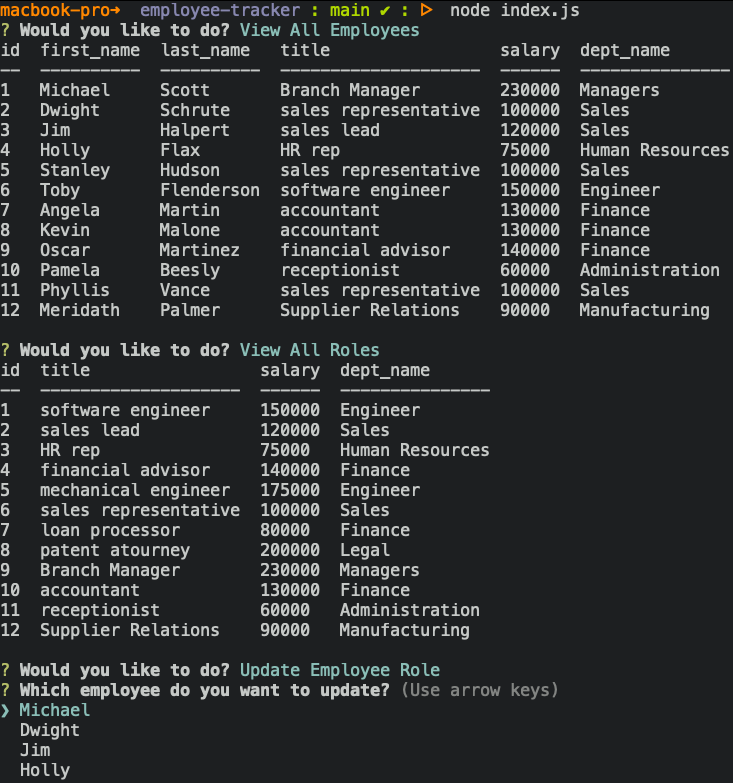 macbook-pro➜  employee-tracker : main ✔ : ᐅ  node index.js
? Would you like to do? View All Employees
id  first_name  last_name  title                 salary  dept_name
--  ----------  ----------  --------------------  ------  ---------------
1   Michael     Scott       Branch Manager        230000  Managers
2   Dwight      Schrute     sales representative  100000  Sales
3   Jim         Halpert     sales lead            120000  Sales
4   Holly       Flax        HR rep                75000   Human Resources
5   Stanley     Hudson      sales representative  100000  Sales
6   Toby        Flenderson  software engineer     150000  Engineer
7   Angela      Martin      accountant            130000  Finance
8   Kevin       Malone      accountant            130000  Finance
9   Oscar       Martinez    financial advisor     140000  Finance
10  Pamela      Beesly      receptionist          60000   Administration
11  Phyllis     Vance       sales representative  100000  Sales
12  Meridath    Palmer      Supplier Relations    90000   Manufacturing
? Would you like to do? View All Roles
id  title                 salary  dept_name
--  --------------------  ------  ---------------
1   software engineer     150000  Engineer
2   sales lead            120000  Sales
3   HR rep                75000   Human Resources
4   financial advisor     140000  Finance
5   mechanical engineer   175000  Engineer
6   sales representative  100000  Sales
7   loan processor        80000   Finance
8   patent atourney       200000  Legal
9   Branch Manager        230000  Managers
10  accountant            130000  Finance
11  receptionist          60000   Administration
12  Supplier Relations    90000   Manufacturing
? Would you like to do? Update Employee Role
? Which employee do you want to update? (Use arrow keys)
❯ Michael
  Dwight
  Jim
  Holly